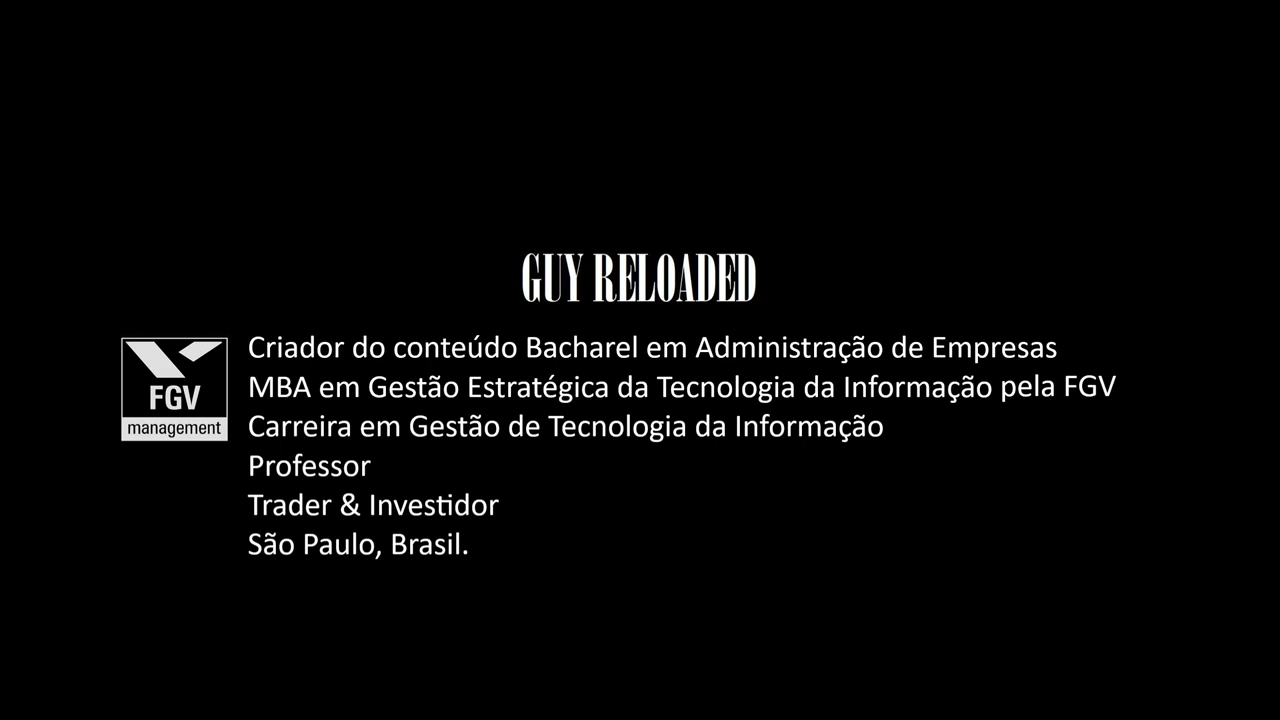 GUY RELOADED
Criador do conteúdo Bacharel em Administração de Empresas
MBA em Gestão Estratégica da Tecnologia da Informação pela FGV
Carreira em Gestão de Tecnologia da Informação
Professor
Trader & Investidor
São Paulo, Brasil.
FGV
management